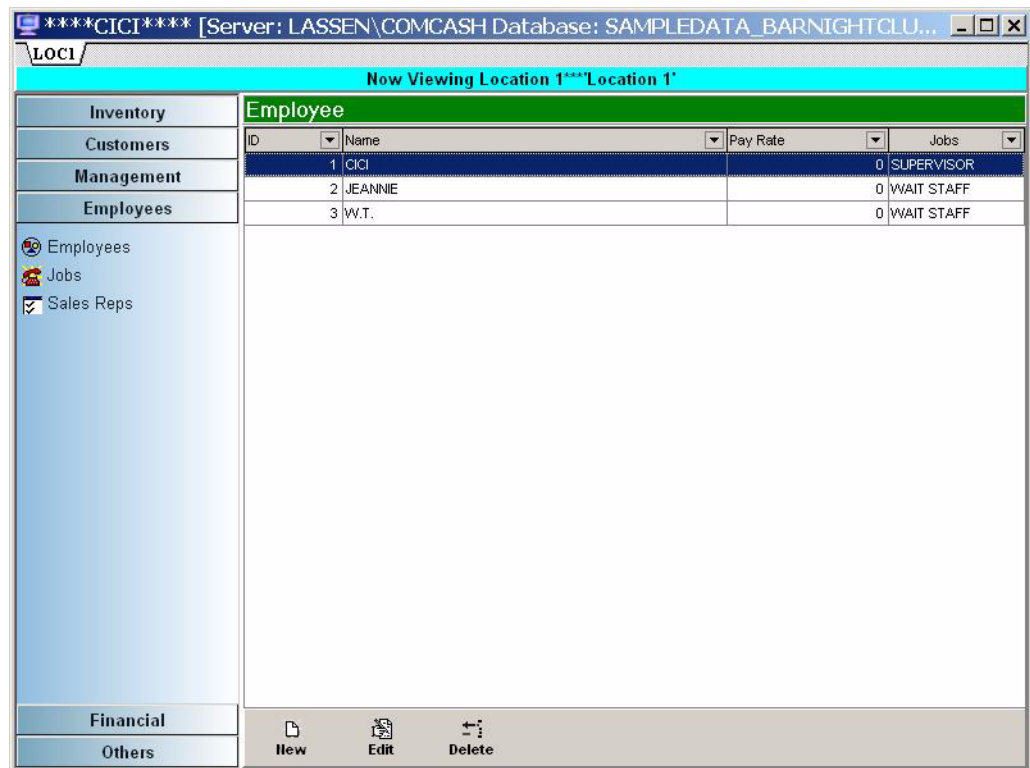 ****CICI**** [Server: LASSEN\COMCASH Database: SAMPLEDATA_BARNIGHTCLU...
LOC1
Now Viewing Location 1***'Location 1'
Inventory
Customers
Management
Employees
Employees
Jobs
Sales Reps
Financial
Others
Employee
ID Name Pay Rate Jobs
1 CICI 0 SUPERVISOR
2 JEANNIE 0 WAIT STAFF
3 W.T. 0 WAIT STAFF
New Edit Delete